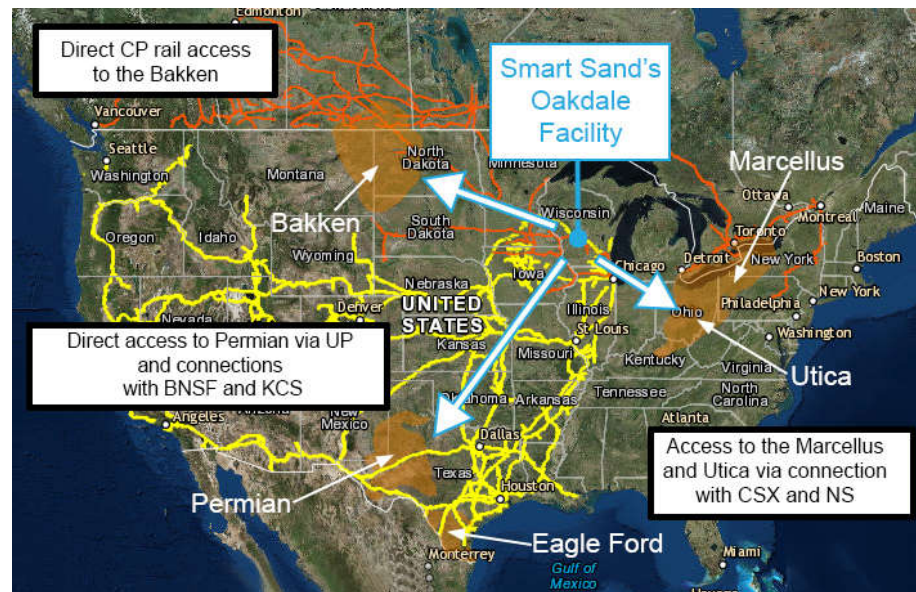 Edmonton
Direct CP rail access
to the Bakken
Smart Sand's
Oakdale
Facility
Vancouver
Seattle
Washington
Montana
North
Dakota
Minnesota
Marcellus
Ottawa
Montreal
Maine
Bakken
Wisconsin
Toronto
Oregon
Idaho
South
Dakota
Wyoming
Iowa
Chicago
Detroit
New York
Boston
Nebraska
UNITED
STATES
Illinois
Ohio
Philadelphia
New York
Nevada
Denver
Washington
Direct access to Permian via UP
and connections
with BNSF and KCS
Kansas
Missouri
St Louis
Kentucky
Virginia
Utica
Angeles
Arizona
New
Mexico
Oklahoma
Arkansas
Tennessee
North
Carolina
Atlanta
Dallas
Access to the Marcellus
and Utica via connection
with CSX and NS
Texas
Permian
Houston
Eagle Ford
Monterrey
Gulf of
Mexico
Miami